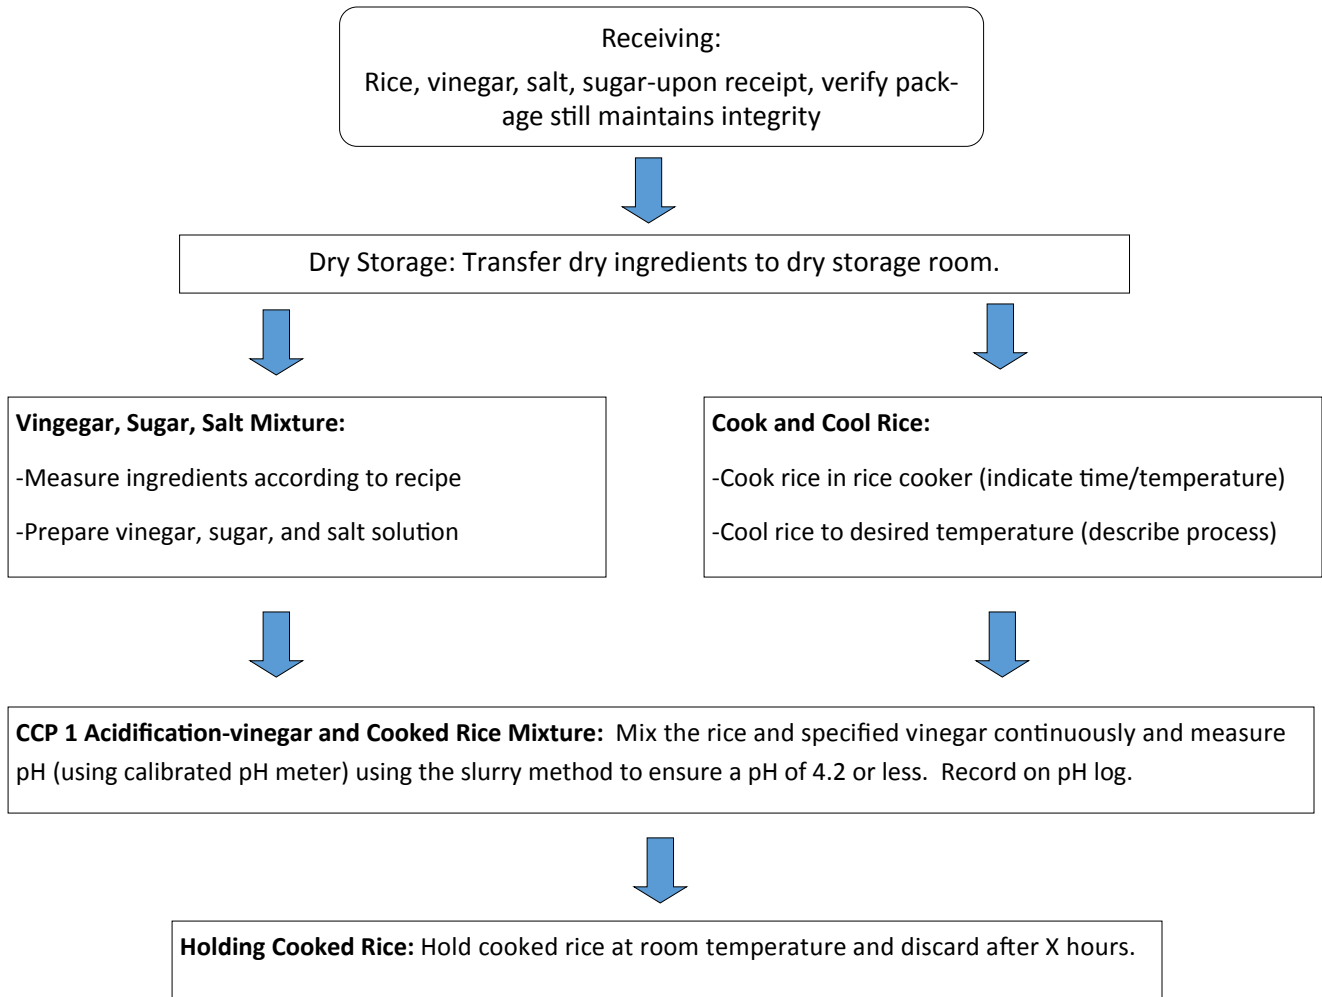 Receiving:
Rice, vinegar, salt, sugar-upon receipt, verify pack-
age still maintains integrity
Dry Storage: Transfer dry ingredients to dry storage room.
Vingegar, Sugar, Salt Mixture:
-Measure ingredients according to recipe
-Prepare vinegar, sugar, and salt solution
Cook and Cool Rice:
-Cook rice in rice cooker (indicate time/temperature)
-Cool rice to desired temperature (describe process)
CCP 1 Acidification-vinegar and Cooked Rice Mixture:  Mix the rice and specified vinegar continuously and measure
pH (using calibrated pH meter) using the slurry method to ensure a pH of 4.2 or less.  Record on pH log.
Holding Cooked Rice: Hold cooked rice at room temperature and discard after X hours.